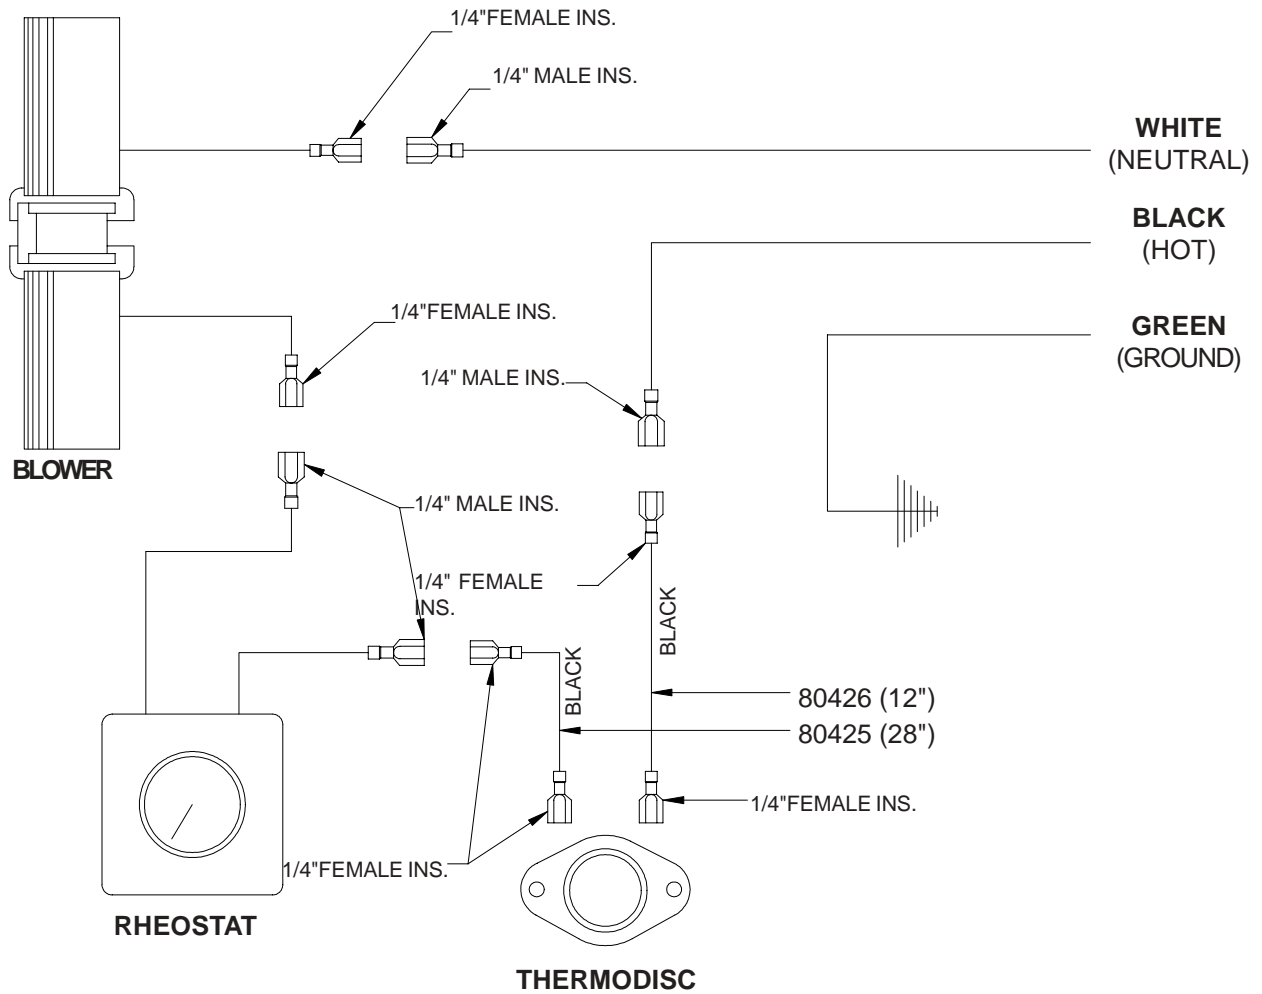 1/4"FEMALE INS.
1/4" MALE INS.
WHITE
(NEUTRAL)
BLACK
(HOT)
1/4"FEMALE INS.
GREEN
(GROUND)
1/4" MALE INS.
BLOWER
1/4" MALE INS.
1/4" FEMALE
INS.
BLACK
BLACK
80426 (12")
80425 (28")
1/4"FEMALE INS.
1/4"FEMALE INS.
RHEOSTAT
THERMODISC